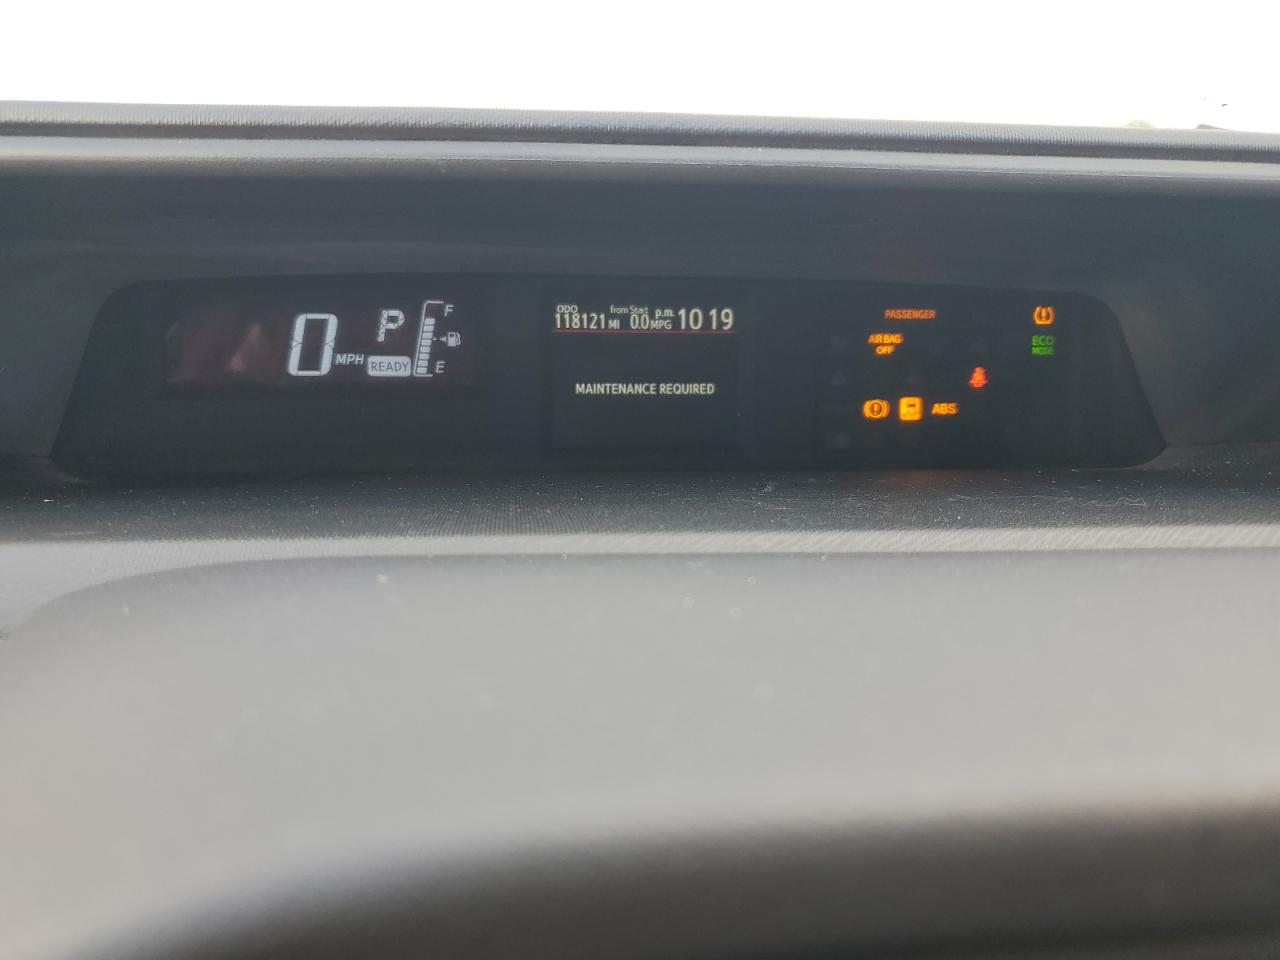 0 MPH
P
READY
F
E
ODO
118121 MI
from Start
0.0 MPG
p.m. 10 19
MAINTENANCE REQUIRED
PASSENGER
AIR BAG
OFF
ECO
MODE
ABS